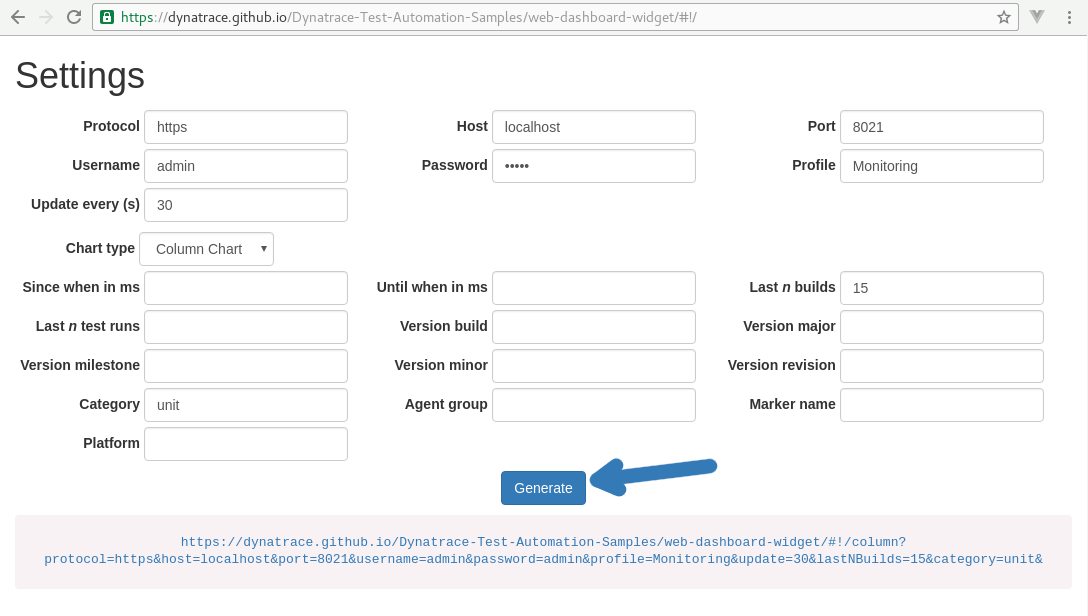 https://dynatrace.github.io/Dynatrace-Test-Automation-Samples/web-dashboard-widget/#!/
Settings
Protocol https Host localhost Port 8021
Username admin Password ••••• Profile Monitoring
Update every (s) 30
Chart type Column Chart
Since when in ms Until when in ms Last n builds 15
Last n test runs Version build Version major
Version milestone Version minor Version revision
Category unit Agent group Marker name
Platform
Generate
https://dynatrace.github.io/Dynatrace-Test-Automation-Samples/web-dashboard-widget/#!/column?
protocol=https&host=localhost&port=8021&username=admin&password=admin&profile=Monitoring&update=30&lastNBuilds=15&category=unit&